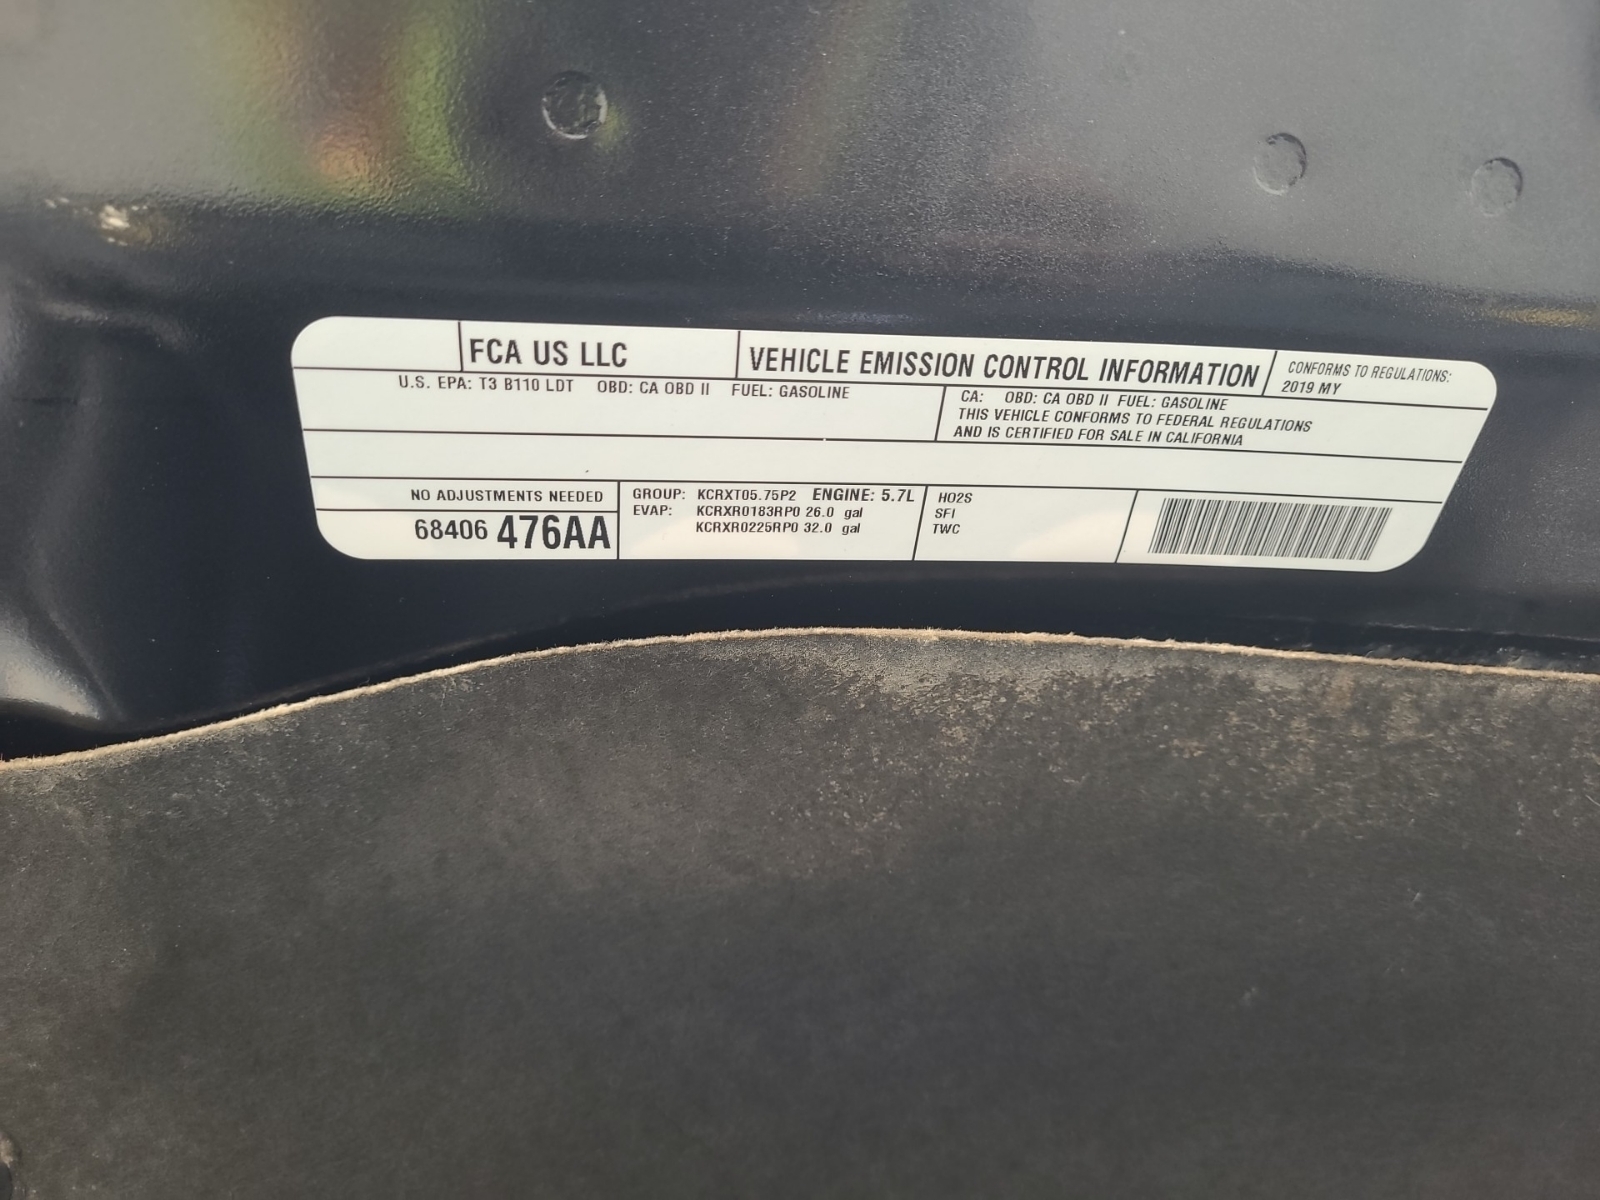 FCA US LLC
VEHICLE EMISSION CONTROL INFORMATION
CONFORMS TO REGULATIONS:
2019 MY
U.S. EPA: T3 B110 LDT OBD: CA OBD II FUEL: GASOLINE
CA: OBD: CA OBD II FUEL: GASOLINE
THIS VEHICLE CONFORMS TO FEDERAL REGULATIONS
AND IS CERTIFIED FOR SALE IN CALIFORNIA
NO ADJUSTMENTS NEEDED
68406 476AA
GROUP: KCRXT05.75P2 ENGINE: 5.7L
EVAP: KCRXR0183RP0 26.0 gal
KCRXR0225RP0 32.0 gal
HO2S
SFI
TWC